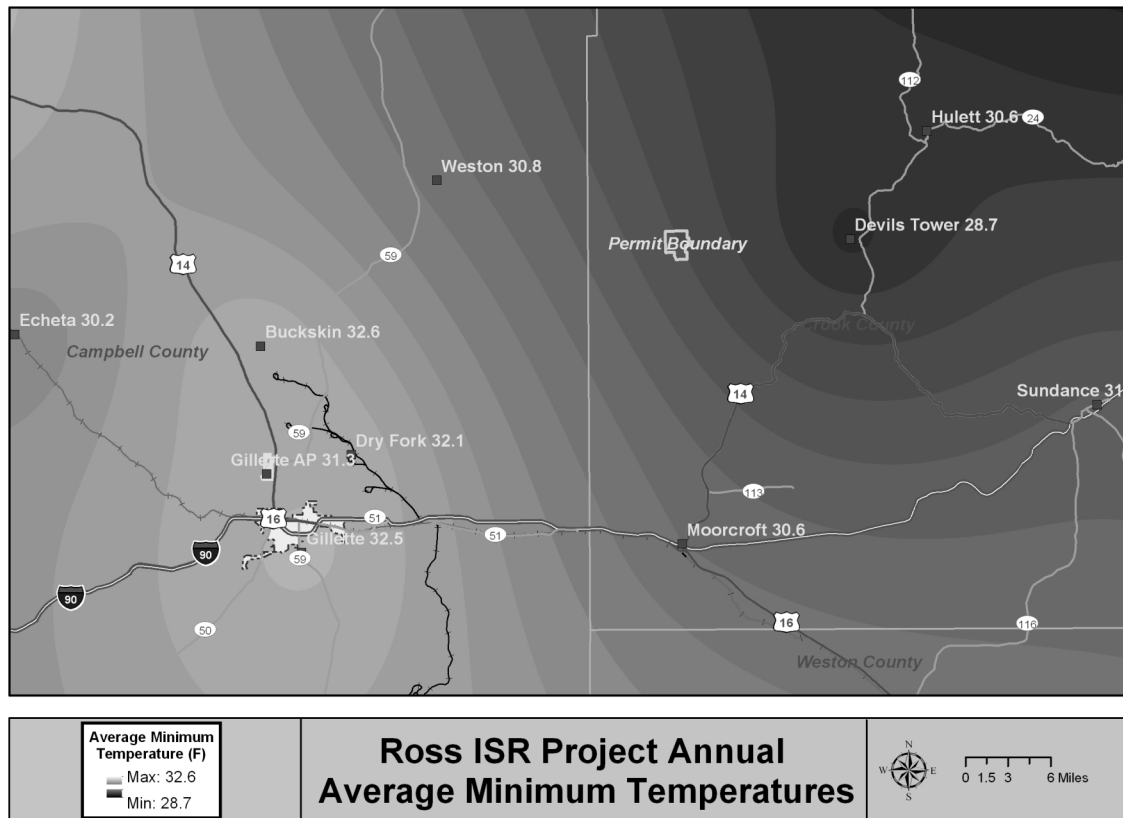 112
Hulett 30.6
24
Weston 30.8
Devils Tower 28.7
Permit Boundary
59
14
Echeta 30.2
Buckskin 32.6
Crook County
Campbell County
14
Sundance 31
59
Dry Fork 32.1
Gillette AP 31.3
113
16
51
51
Moorcroft 30.6
Gillette 32.5
90
59
90
50
16
116
Weston County
Average Minimum
Temperature (F)
Max: 32.6
Min: 28.7
Ross ISR Project Annual
Average Minimum Temperatures
N
W
E
S
0 1.5 3 6 Miles